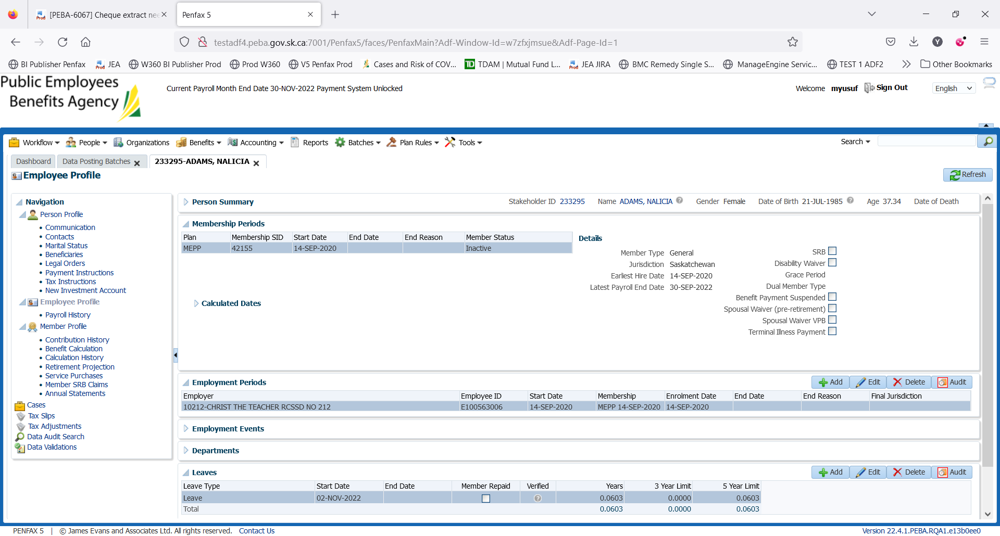 [PEBA-6067] Cheque extract nee
Penfax 5
testadf4.peba.gov.sk.ca:7001/Penfax5/faces/PenfaxMain?Adf-Window-Id=w7zfxjmsue&Adf-Page-Id=1
Y
BI Publisher Penfax Prod JEA W360 BI Publisher Prod Prod W360 V5 Penfax Prod Cases and Risk of COV... TD TDAM | Mutual Fund L... Prod JEA JIRA BMC Remedy Single S... ManageEngine Servic... TEST 1 ADF2 Other Bookmarks
Public Employees
Benefits Agency
Current Payroll Month End Date 30-NOV-2022 Payment System Unlocked
Welcome myusuf Sign Out English
Workflow People Organizations Benefits Accounting Reports Batches Plan Rules Tools Search
Dashboard Data Posting Batches 233295-ADAMS, NALICIA
Employee Profile
Refresh
Navigation
Person Profile
Communication
Contacts
Marital Status
Beneficiaries
Legal Orders
Payment Instructions
Tax Instructions
New Investment Account
Employee Profile
Payroll History
Member Profile
Contribution History
Benefit Calculation
Calculation History
Retirement Projection
Service Purchases
Member SRB Claims
Annual Statements
Cases
Tax Slips
Tax Adjustments
Data Audit Search
Data Validations
Person Summary Stakeholder ID 233295 Name ADAMS, NALICIA Gender Female Date of Birth 21-JUL-1985 Age 37.34 Date of Death
Membership Periods
Plan Membership SID Start Date End Date End Reason Member Status
MEPP 42155 14-SEP-2020 Inactive
Details
Member Type General
Jurisdiction Saskatchewan
Earliest Hire Date 14-SEP-2020
Latest Payroll End Date 30-SEP-2022
SRB
Disability Waiver
Grace Period
Dual Member Type
Benefit Payment Suspended
Spousal Waiver (pre-retirement)
Spousal Waiver VPB
Terminal Illness Payment
Calculated Dates
Employment Periods Add Edit Delete Audit
Employer Employee ID Start Date Membership Enrolment Date End Date End Reason Final Jurisdiction
10212-CHRIST THE TEACHER RCSSD NO 212 E100563006 14-SEP-2020 MEPP 14-SEP-2020 14-SEP-2020
Employment Events
Departments
Leaves Add Edit Delete Audit
Leave Type Start Date End Date Member Repaid Verified Years 3 Year Limit 5 Year Limit
Leave 02-NOV-2022 0.0603 0.0000 0.0603
Total 0.0603 0.0000 0.0603
PENFAX 5 | © James Evans and Associates Ltd. All rights reserved. Contact Us Version 22.4.1.PEBA.RQA1.e13b0ee0